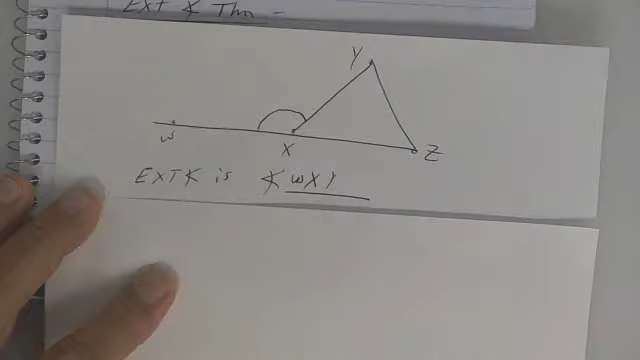 Ext ∠ Thm -
Y
W
X
Z
EXT∠ is ∠ WXY